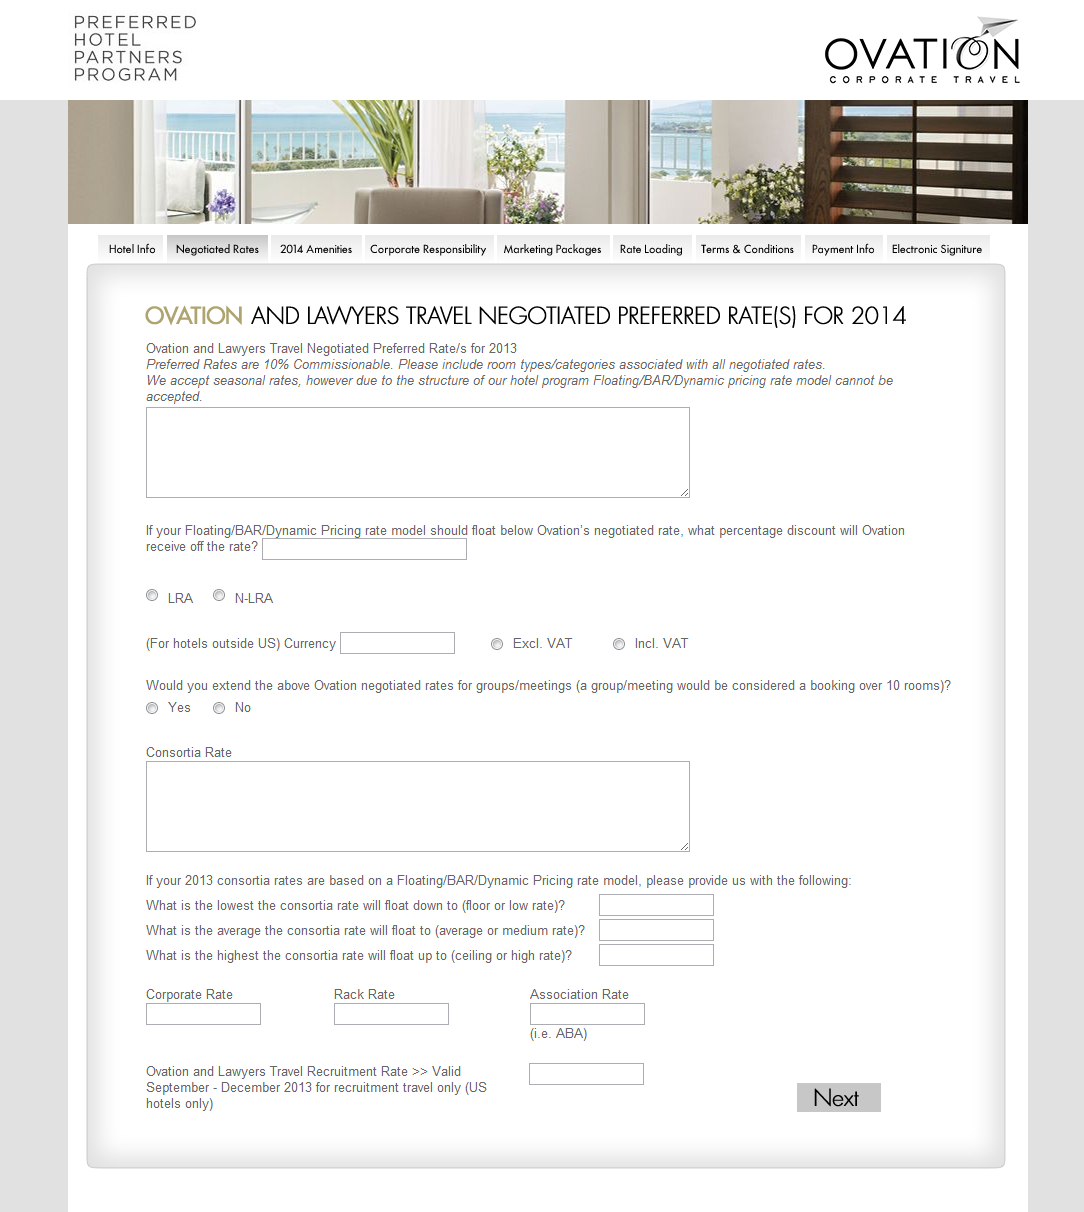 PREFERRED
HOTEL
PARTNERS
PROGRAM
OVATION
CORPORATE TRAVEL
Hotel Info
Negotiated Rates
2014 Amenities
Corporate Responsibility
Marketing Packages
Rate Loading
Terms & Conditions
Payment Info
Electronic Signiture
OVATION AND LAWYERS TRAVEL NEGOTIATED PREFERRED RATE(S) FOR 2014
Ovation and Lawyers Travel Negotiated Preferred Rate/s for 2013
Preferred Rates are 10% Commissionable. Please include room types/categories associated with all negotiated rates.
We accept seasonal rates, however due to the structure of our hotel program Floating/BAR/Dynamic pricing rate model cannot be
accepted.
If your Floating/BAR/Dynamic Pricing rate model should float below Ovation's negotiated rate, what percentage discount will Ovation
receive off the rate?
LRA N-LRA
(For hotels outside US) Currency Excl. VAT Incl. VAT
Would you extend the above Ovation negotiated rates for groups/meetings (a group/meeting would be considered a booking over 10 rooms)?
Yes No
Consortia Rate
If your 2013 consortia rates are based on a Floating/BAR/Dynamic Pricing rate model, please provide us with the following:
What is the lowest the consortia rate will float down to (floor or low rate)?
What is the average the consortia rate will float to (average or medium rate)?
What is the highest the consortia rate will float up to (ceiling or high rate)?
Corporate Rate Rack Rate Association Rate
(i.e. ABA)
Ovation and Lawyers Travel Recruitment Rate >> Valid
September - December 2013 for recruitment travel only (US
hotels only)
Next